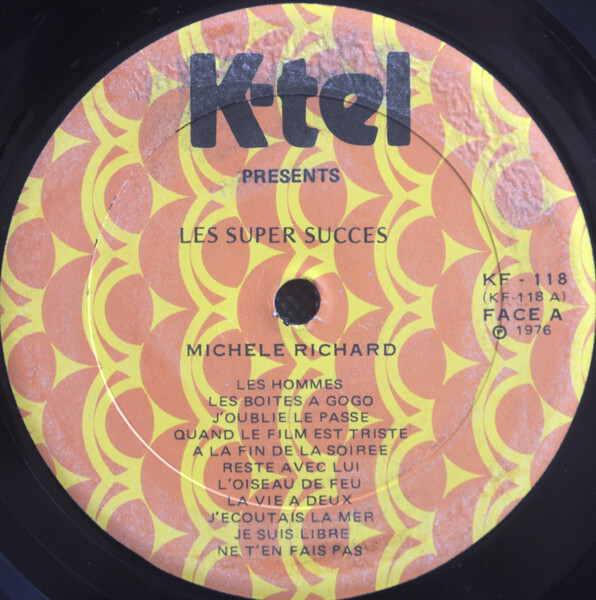 K-tel
PRESENTS
LES SUPER SUCCES
KF - 118
(KF-118 A)
FACE A
℗ 1976
MICHELE RICHARD
LES HOMMES
LES BOITES A GOGO
J'OUBLIE LE PASSE
QUAND LE FILM EST TRISTE
A LA FIN DE LA SOIREE
RESTE AVEC LUI
L'OISEAU DE FEU
LA VIE A DEUX
J'ECOUTAIS LA MER
JE SUIS LIBRE
NE T'EN FAIS PAS